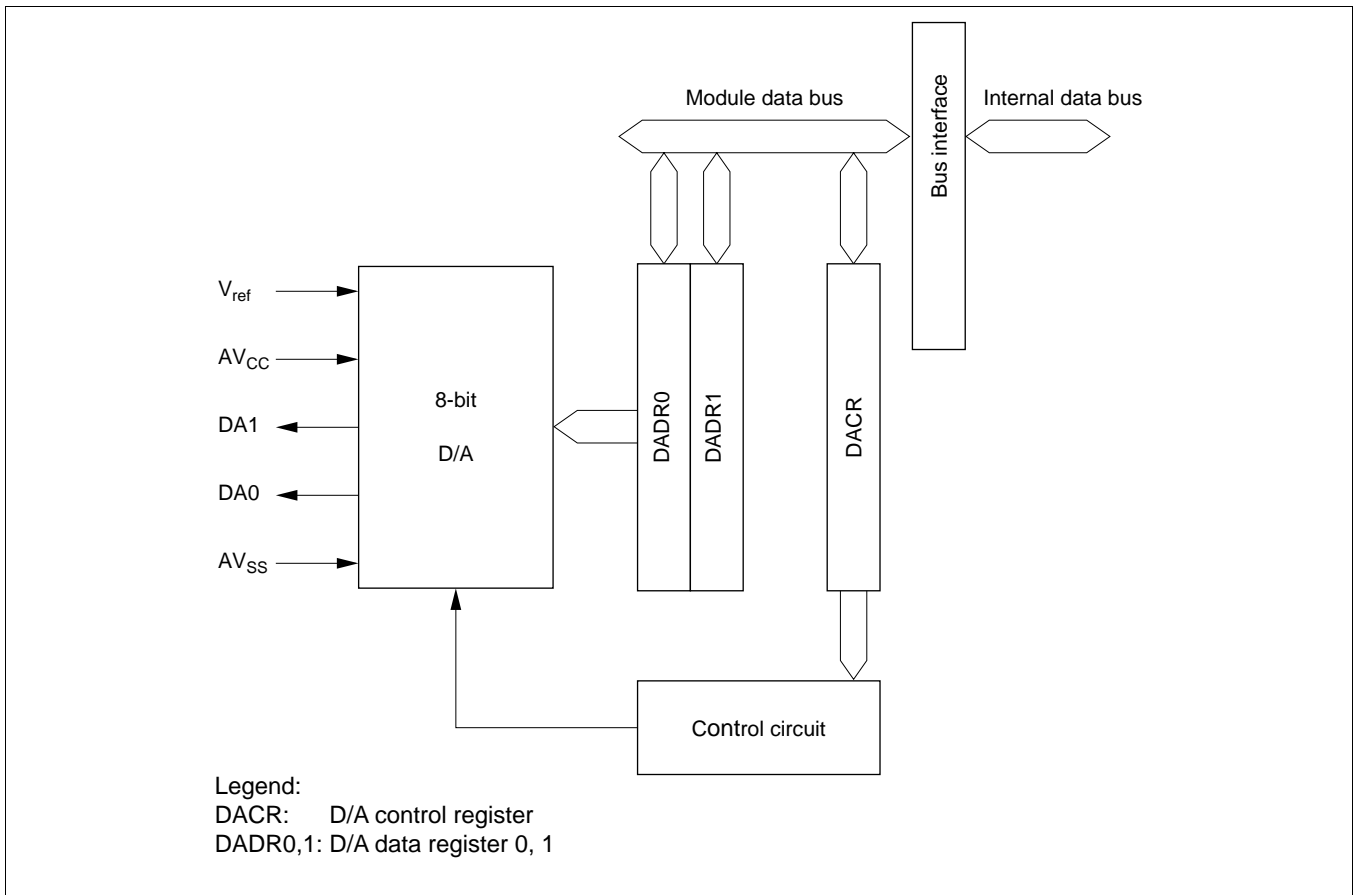 Module data bus
Internal data bus
Bus interface
Vref
AVCC
DA1
DA0
AVSS
8-bit
D/A
DADR0
DADR1
DACR
Control circuit
Legend:
DACR: D/A control register
DADR0,1: D/A data register 0, 1